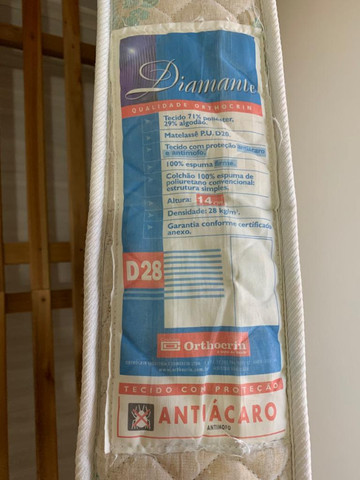 Diamante
QUALIDADE ORTHOCRIN
Tecido 71% poliéster,
29% algodão.
Matelassê P.U. D28.
Tecido com proteção
e antimofo.
100% espuma
Colchão 100% espuma de
poliuretano convencional:
estrutura simples.
Altura: 14
Densidade: 28 kg/m³.
Garantia conforme certificado
anexo.
D28
Orthocrin
TECIDO COM PROTEÇÃO
ANTIÁCARO
ANTIMOFO